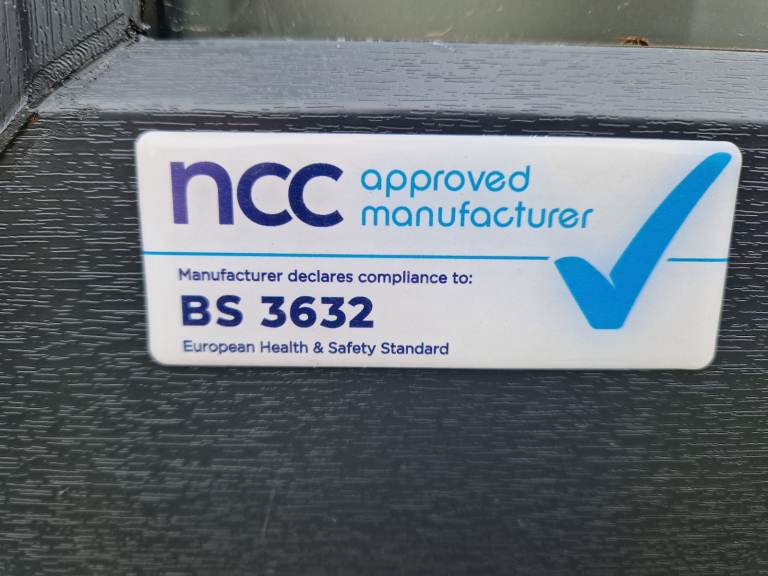 ncc approved
manufacturer
Manufacturer declares compliance to:
BS 3632
European Health & Safety Standard